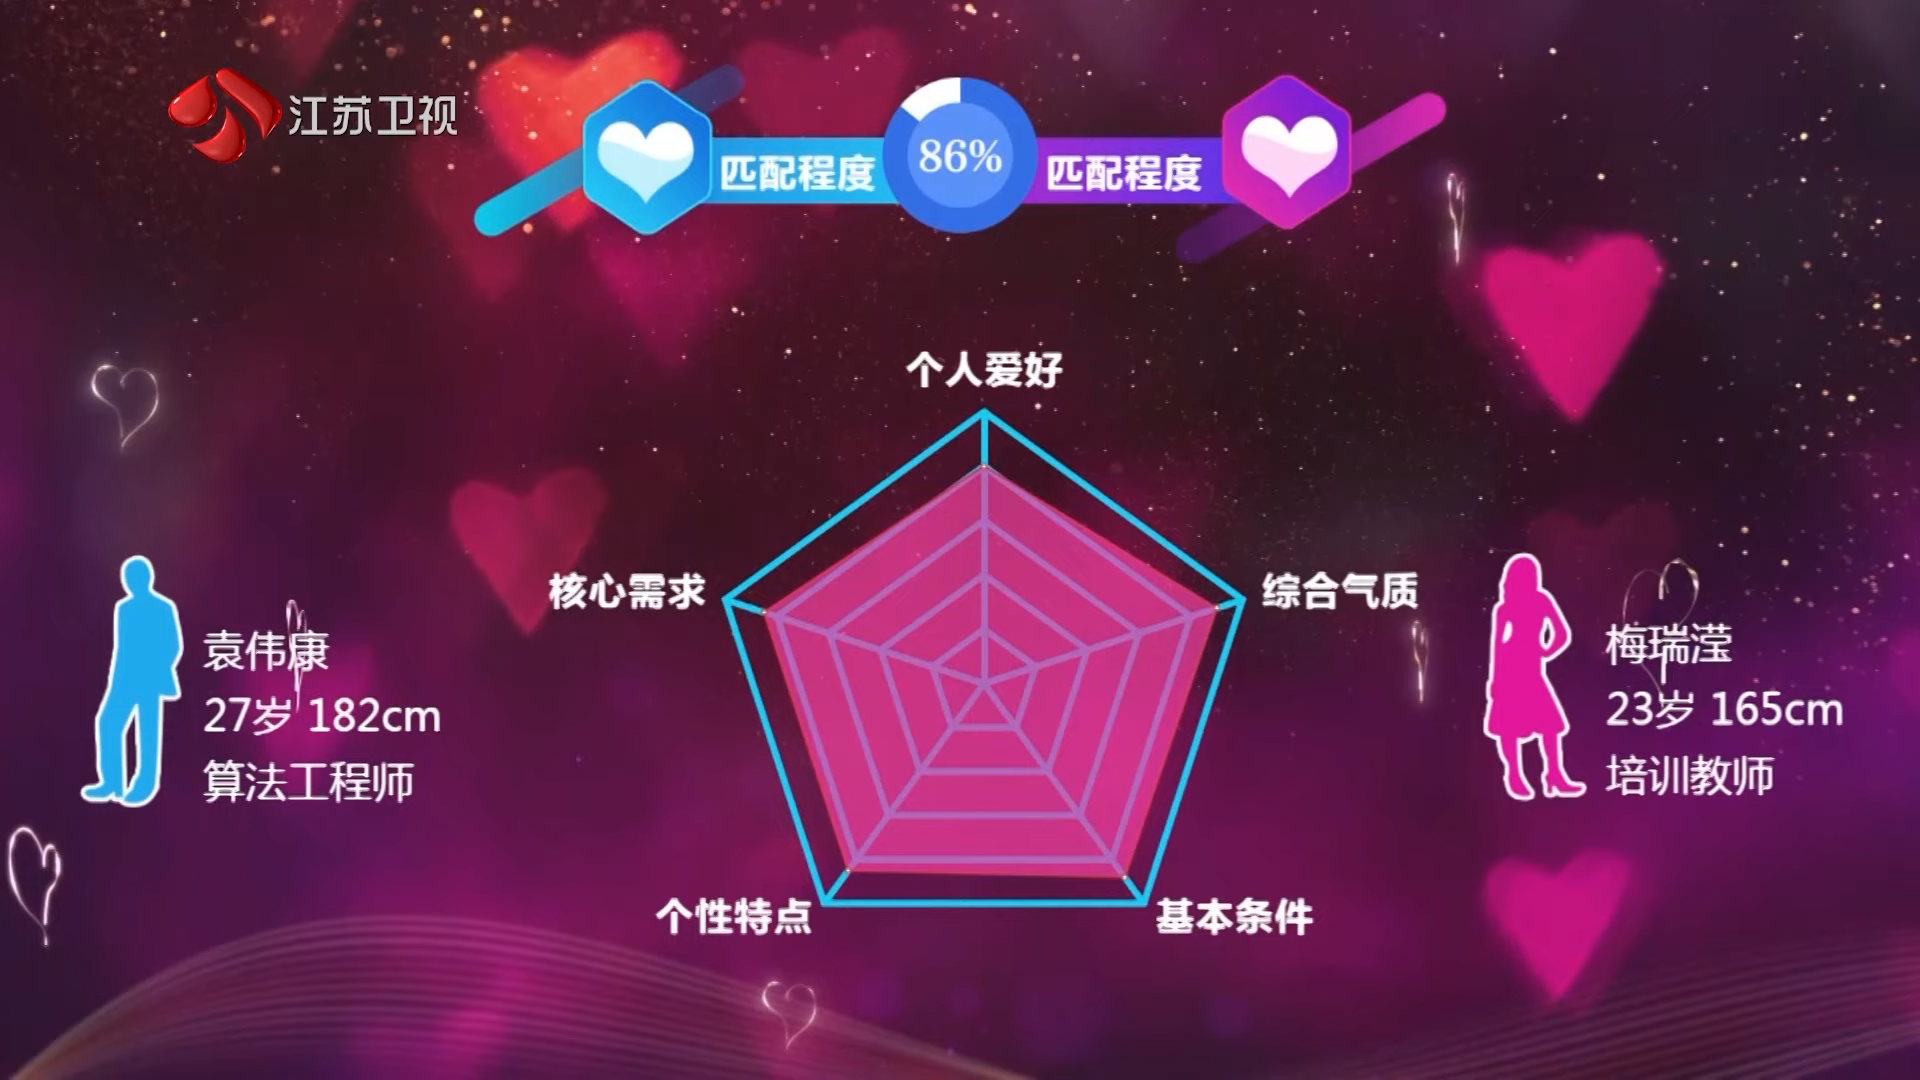 江苏卫视
匹配程度
86%
匹配程度
个人爱好
核心需求
综合气质
袁伟康
27岁 182cm
算法工程师
梅瑞滢
23岁 165cm
培训教师
个性特点
基本条件